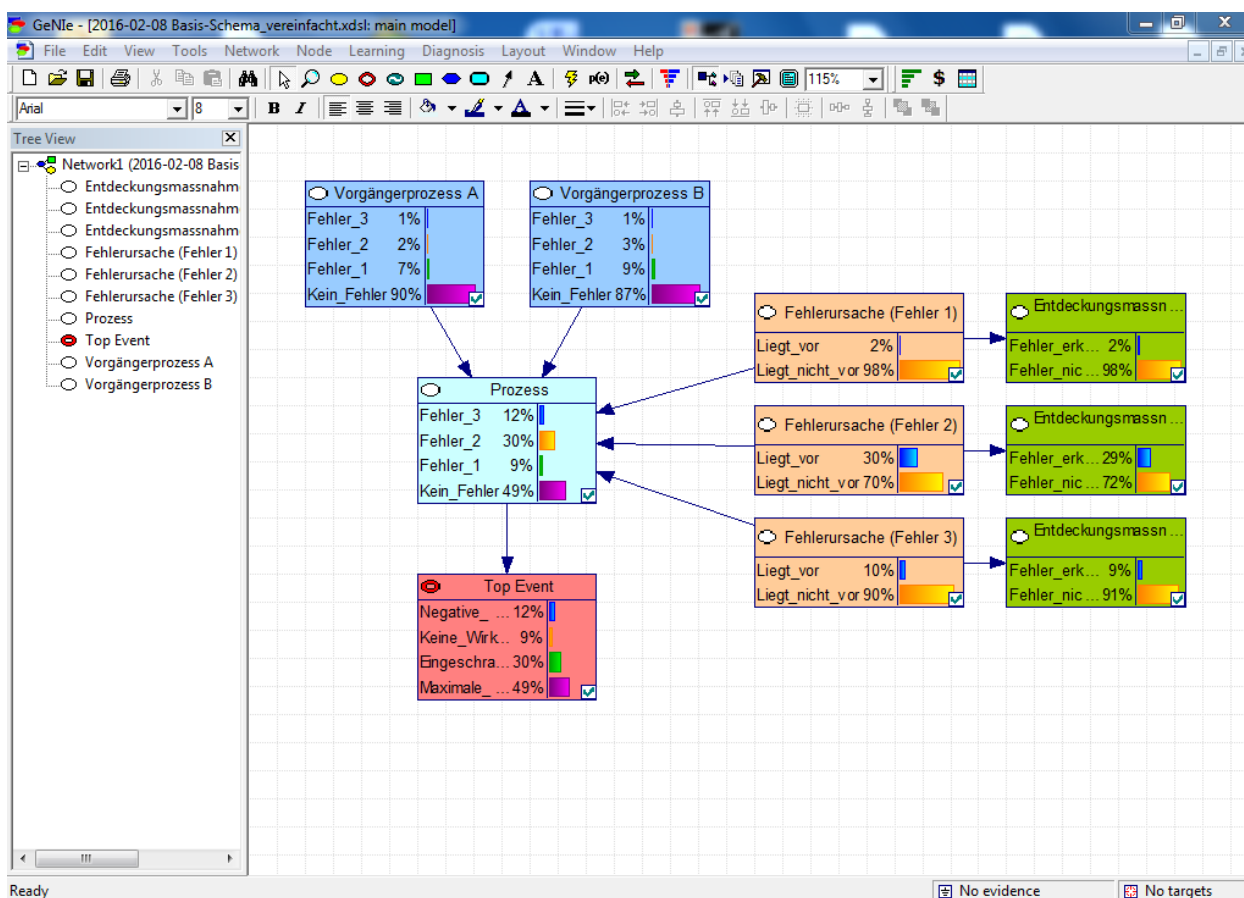 GeNIe - [2016-02-08 Basis-Schema_vereinfacht.xdsl: main model]
File Edit View Tools Network Node Learning Diagnosis Layout Window Help
A p(e) 115% $
Arial 8 B I A
Tree View
Network1 (2016-02-08 Basis
Entdeckungsmassnahm
Entdeckungsmassnahm
Entdeckungsmassnahm
Fehlerursache (Fehler 1)
Fehlerursache (Fehler 2)
Fehlerursache (Fehler 3)
Prozess
Top Event
Vorgängerprozess A
Vorgängerprozess B
Vorgängerprozess A
Fehler_3 1%
Fehler_2 2%
Fehler_1 7%
Kein_Fehler 90%
Vorgängerprozess B
Fehler_3 1%
Fehler_2 3%
Fehler_1 9%
Kein_Fehler 87%
Fehlerursache (Fehler 1)
Liegt_vor 2%
Liegt_nicht_vor 98%
Entdeckungsmassn ...
Fehler_erk... 2%
Fehler_nic ... 98%
Prozess
Fehler_3 12%
Fehler_2 30%
Fehler_1 9%
Kein_Fehler 49%
Fehlerursache (Fehler 2)
Liegt_vor 30%
Liegt_nicht_vor 70%
Entdeckungsmassn ...
Fehler_erk... 29%
Fehler_nic ... 72%
Fehlerursache (Fehler 3)
Liegt_vor 10%
Liegt_nicht_vor 90%
Entdeckungsmassn ...
Fehler_erk... 9%
Fehler_nic ... 91%
Top Event
Negative_ ... 12%
Keine_Wirk... 9%
Eingeschra... 30%
Maximale_ ... 49%
Ready
No evidence
No targets